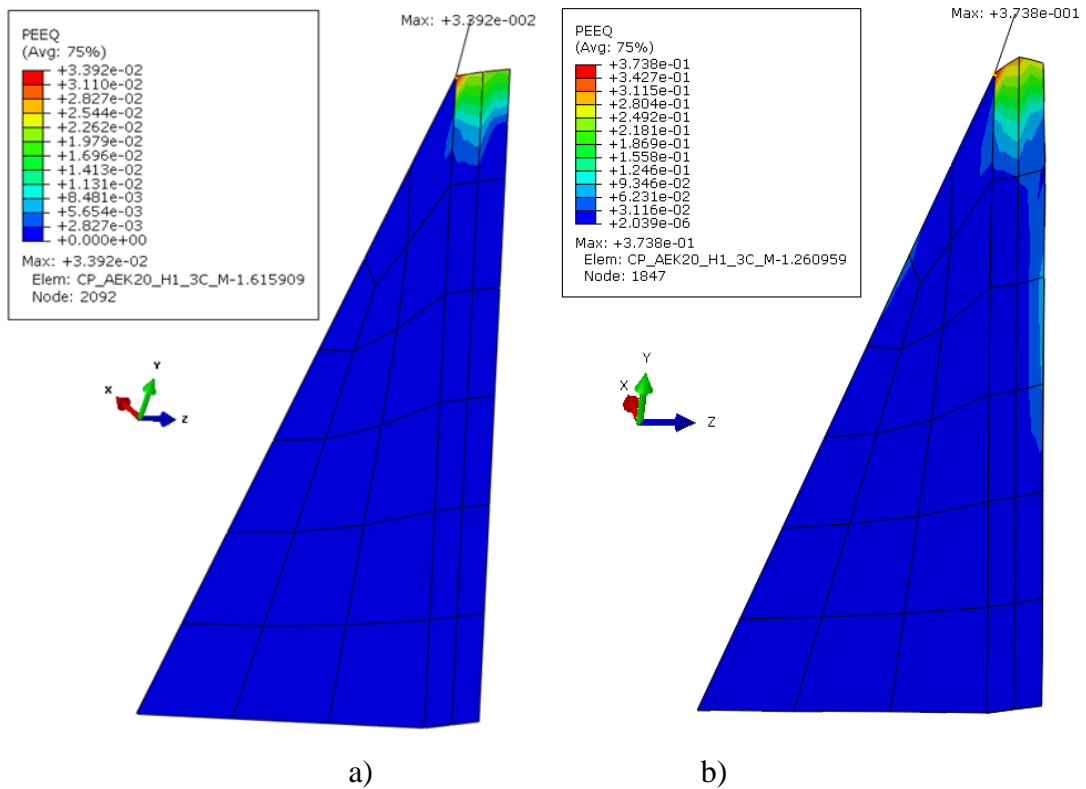 Max: +3.392e-002
PEEQ
(Avg: 75%)
+3.392e-02
+3.110e-02
+2.827e-02
+2.544e-02
+2.262e-02
+1.979e-02
+1.696e-02
+1.413e-02
+1.131e-02
+8.481e-03
+5.654e-03
+2.827e-03
+0.000e+00
Max: +3.392e-02
Elem: CP_AEK20_H1_3C_M-1.615909
Node: 2092
Y
X
Z
a)
Max: +3.738e-001
PEEQ
(Avg: 75%)
+3.738e-01
+3.427e-01
+3.115e-01
+2.804e-01
+2.492e-01
+2.181e-01
+1.869e-01
+1.558e-01
+1.246e-01
+9.346e-02
+6.231e-02
+3.116e-02
+2.039e-06
Max: +3.738e-01
Elem: CP_AEK20_H1_3C_M-1.260959
Node: 1847
Y
X
Z
b)